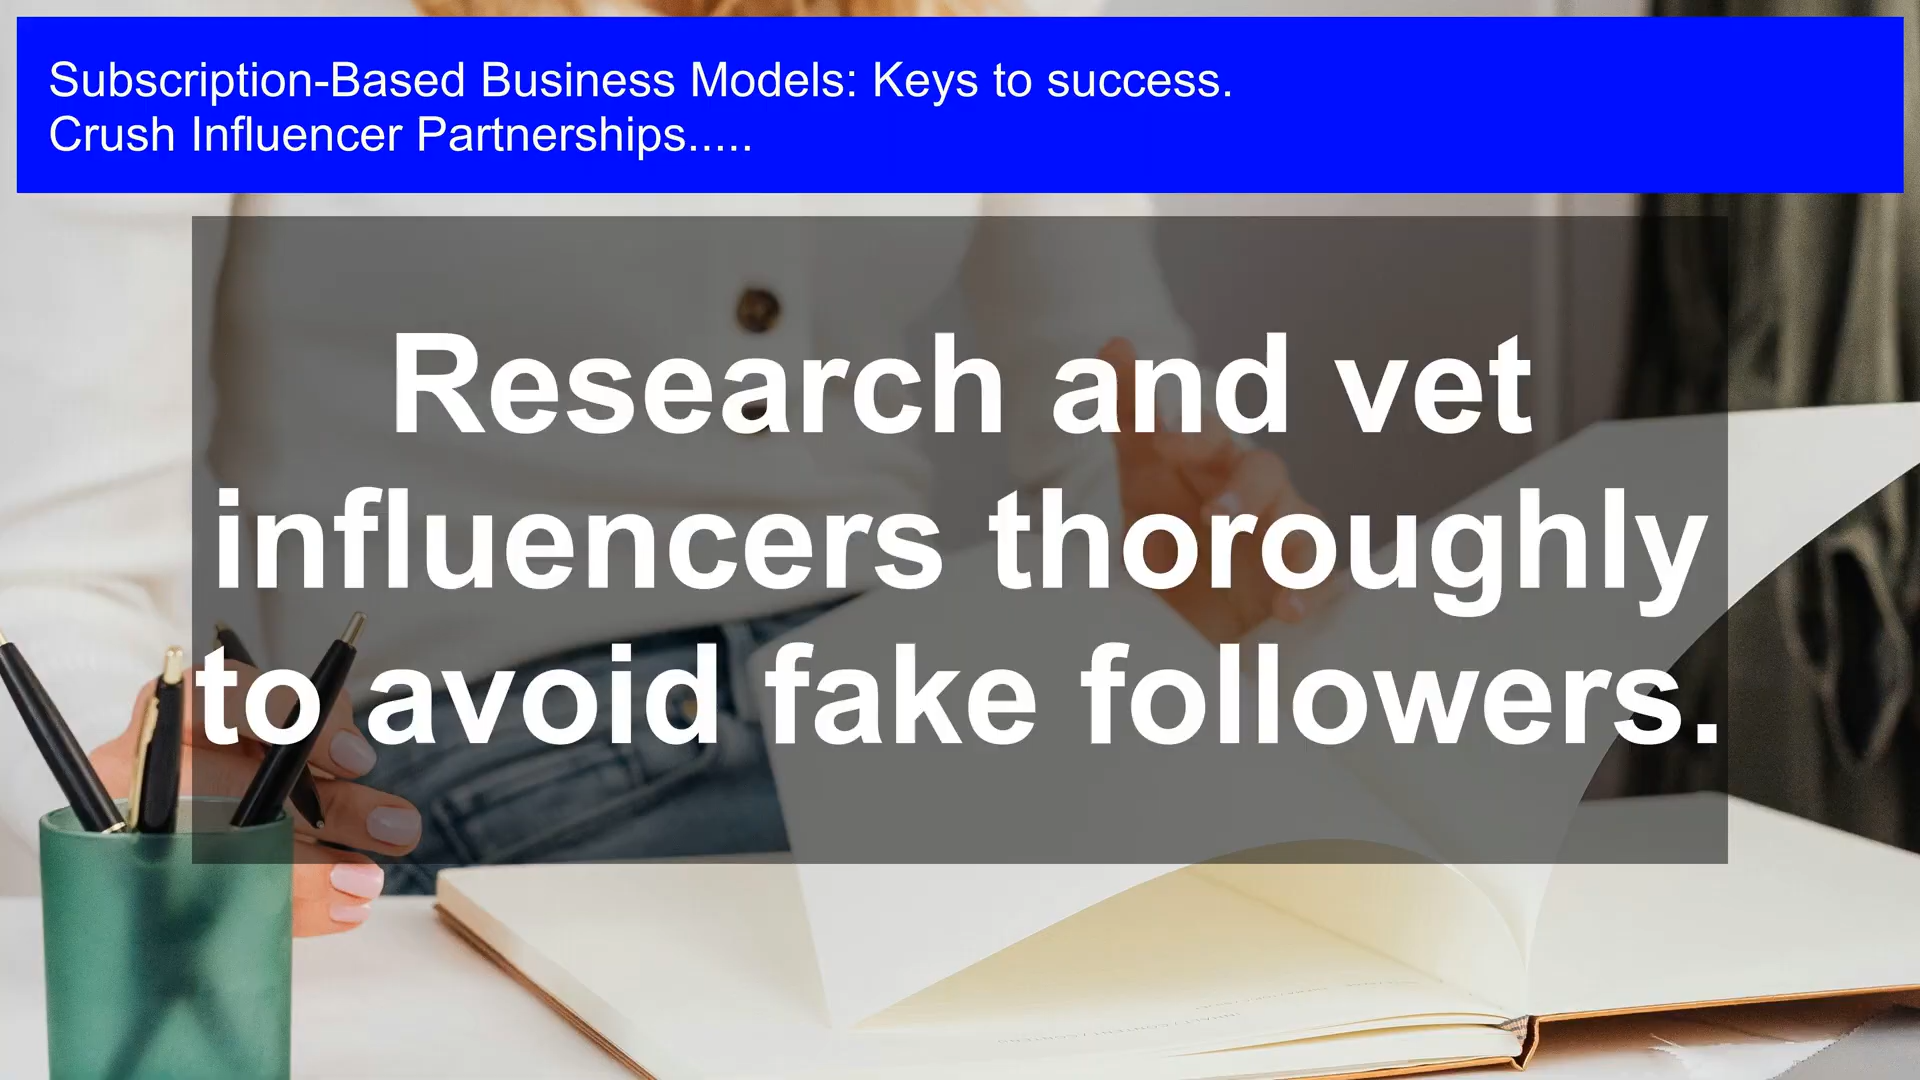 Subscription-Based Business Models: Keys to success.
Crush Influencer Partnerships.....
Research and vet
influencers thoroughly
to avoid fake followers.